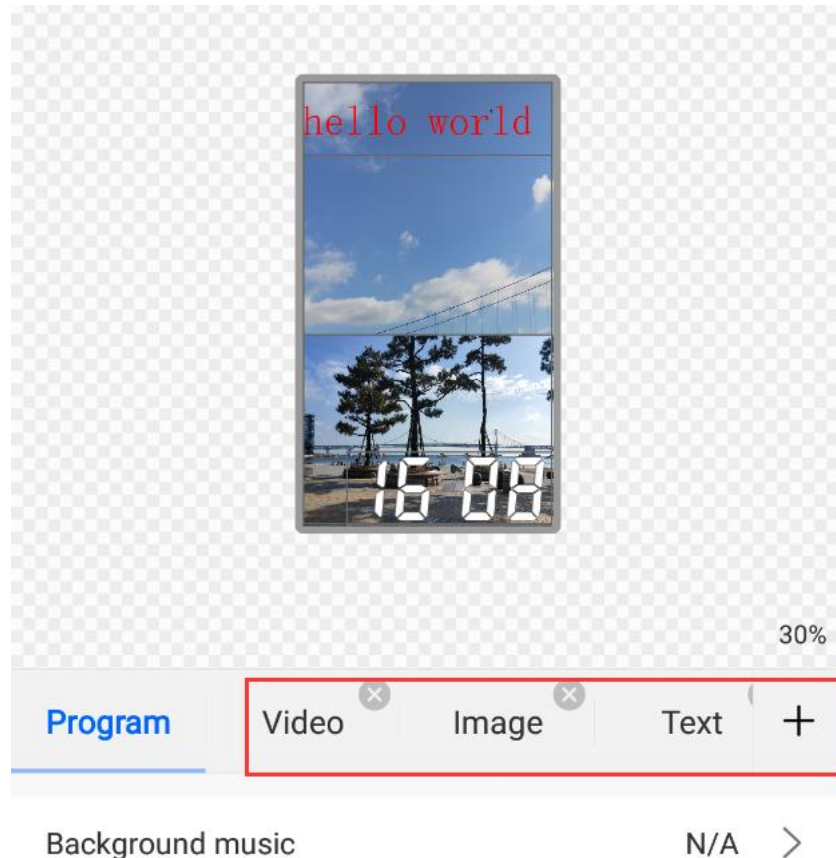 hello world
16 08
30%
Program Video Image Text +
Background music N/A >